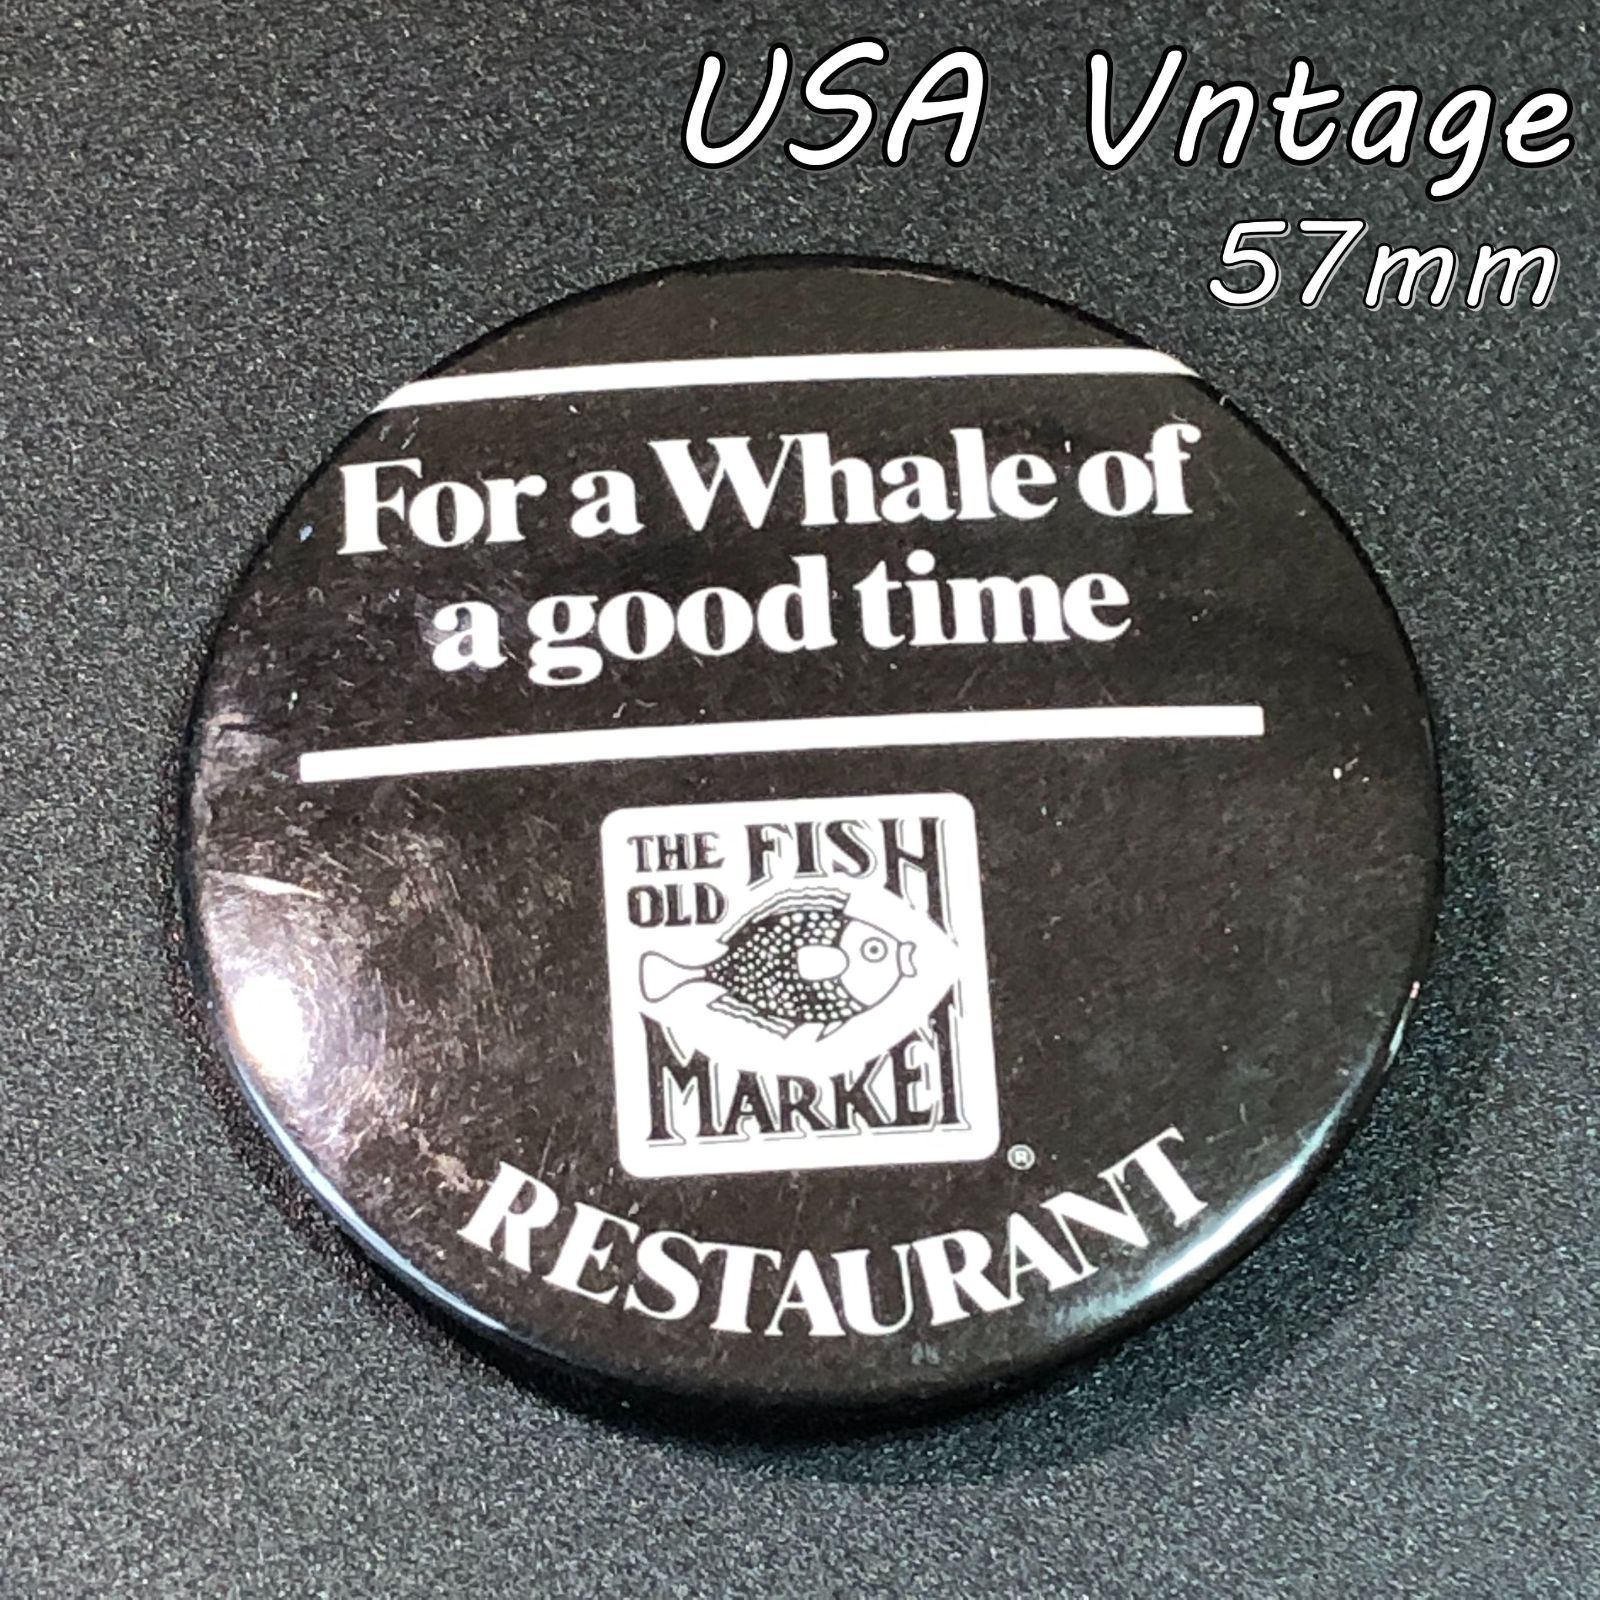 USA Vntage
57mm
For a Whale of
a good time
THE FISH
OLD
MARKET
®
RESTAURANT